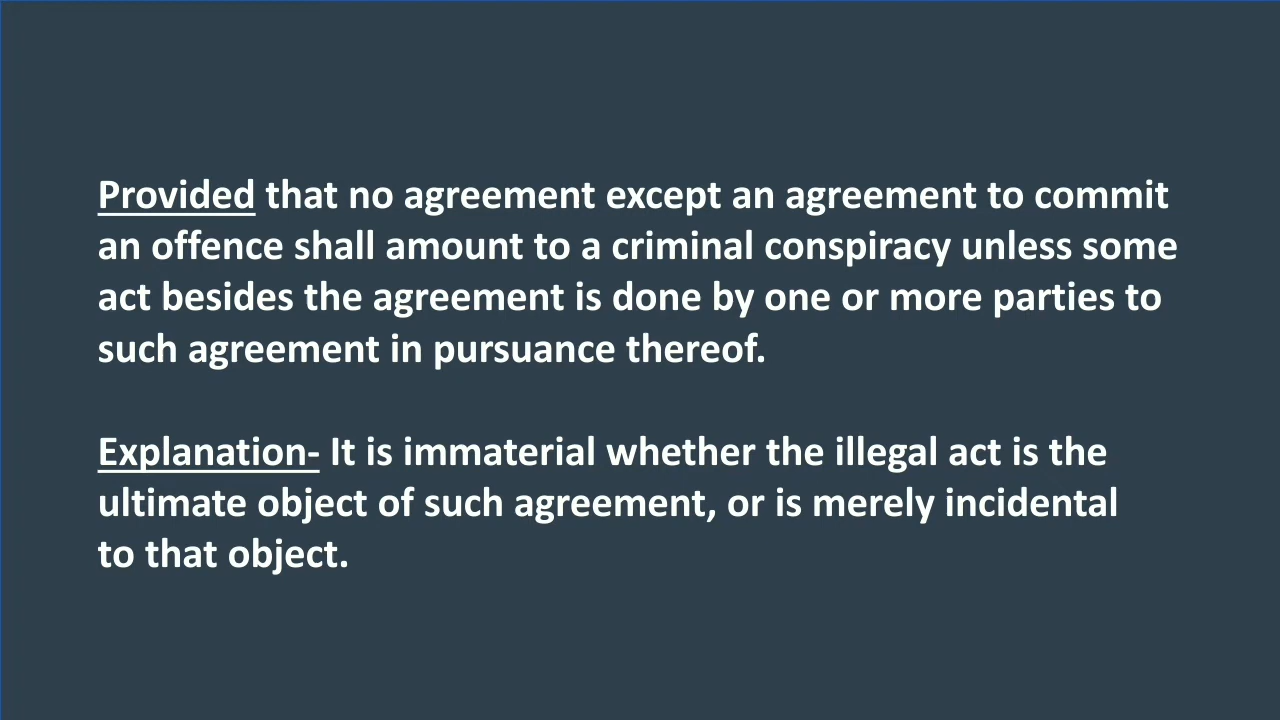 Provided that no agreement except an agreement to commit
an offence shall amount to a criminal conspiracy unless some
act besides the agreement is done by one or more parties to
such agreement in pursuance thereof.
Explanation- It is immaterial whether the illegal act is the
ultimate object of such agreement, or is merely incidental
to that object.